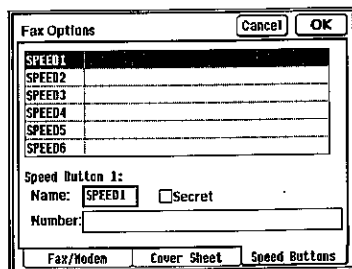 Fax Options Cancel OK
SPEED1
SPEED2
SPEED3
SPEED4
SPEED5
SPEED6
Speed Button 1:
Name: SPEED1 Secret
Number:
Fax/Modem Cover Sheet Speed Buttons